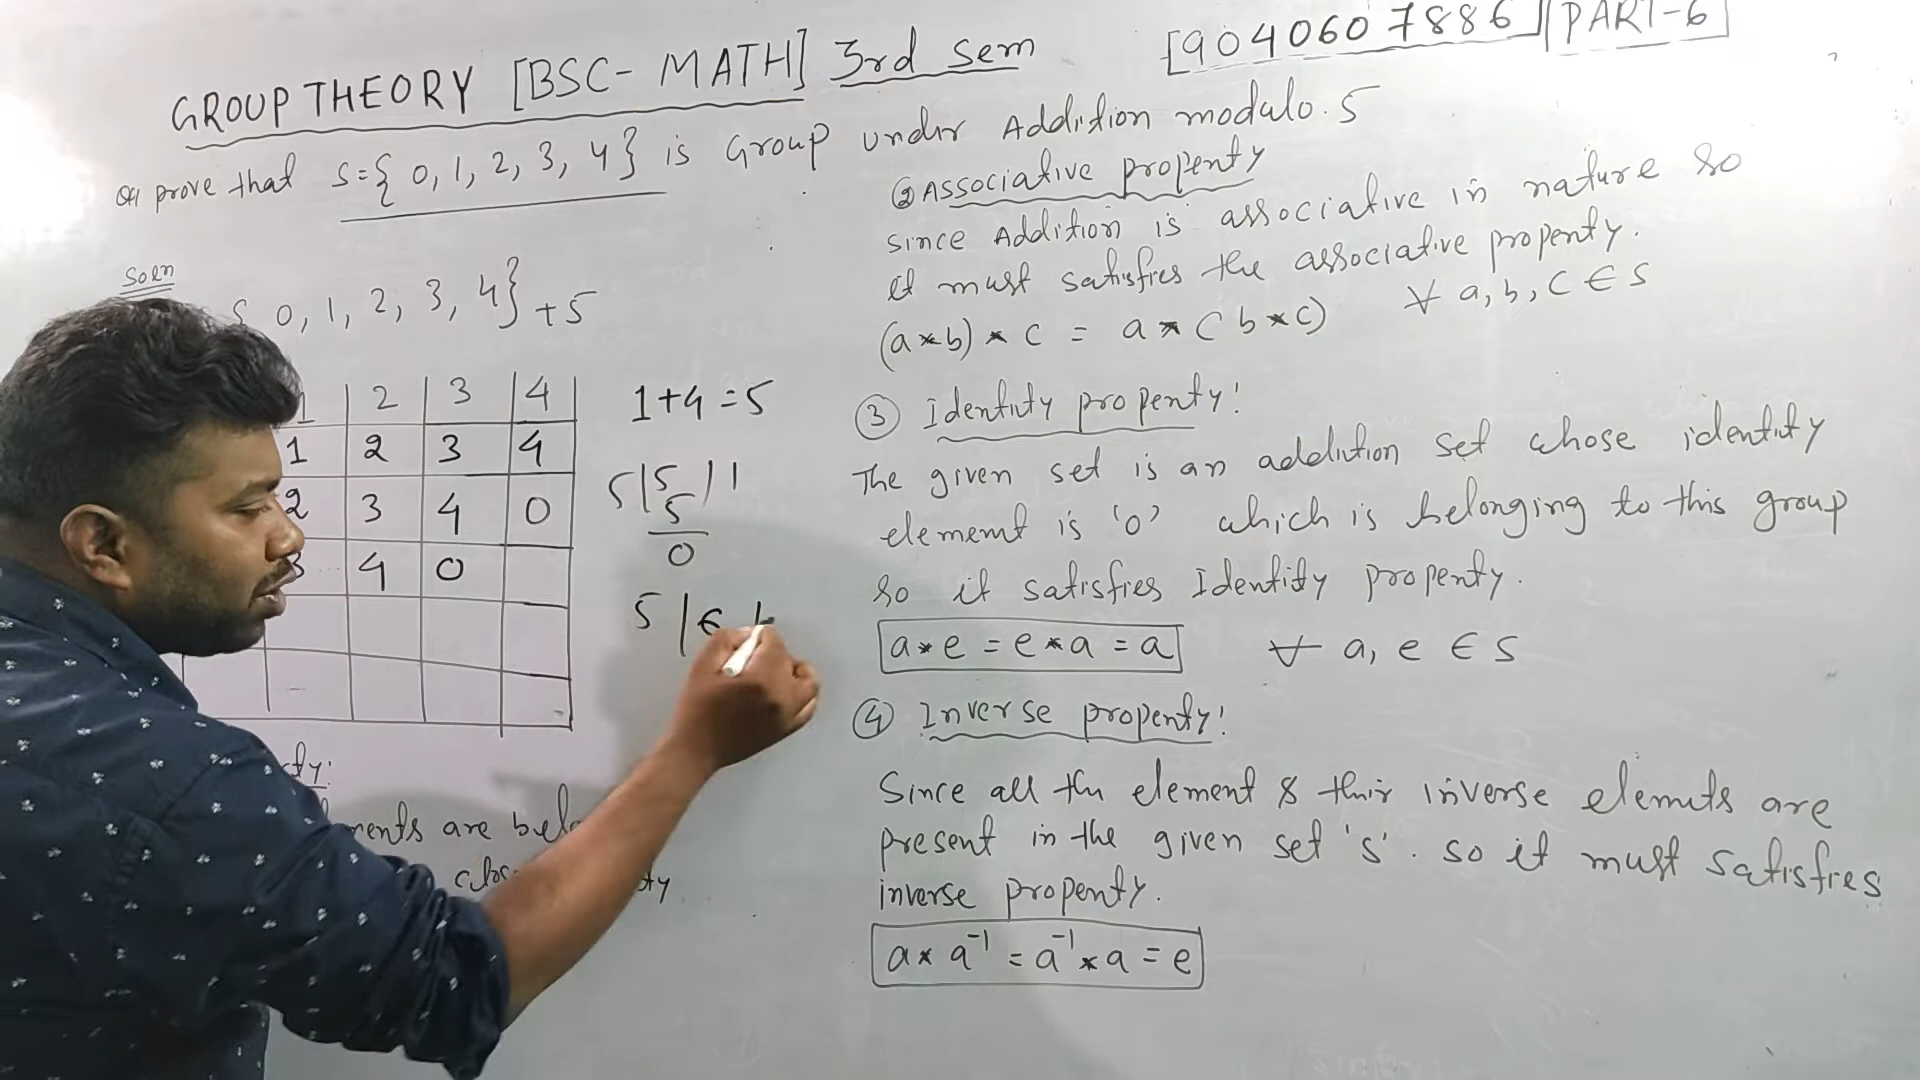 GROUP THEORY [BSC- MATH] 3rd Sem
[9040607886] PART-6
prove that S={ 0, 1, 2, 3, 4 } is Group under Addition modulo. 5
Soln
{ 0, 1, 2, 3, 4 } +5
1 2 3 4
1 2 3 4
2 3 4 0
3 4 0
1+4=5
5|5|1
5
0
5|6|
ty:
ments are bel
clos ty
② Associative property
Since Addition is associative in nature so
it must satisfies the associative property.
(a*b)*c = a*(b*c) ∀ a, b, c ∈ S
③ Identity property!
The given set is an addition set whose identity
element is 'o' which is belonging to this group
so it satisfies Identity property.
a*e = e*a = a ∀ a, e ∈ S
④ Inverse property!
Since all the element & their inverse elemnts are
present in the given set 's'. so it must satisfies
inverse property.
a*a⁻¹ = a⁻¹*a = e